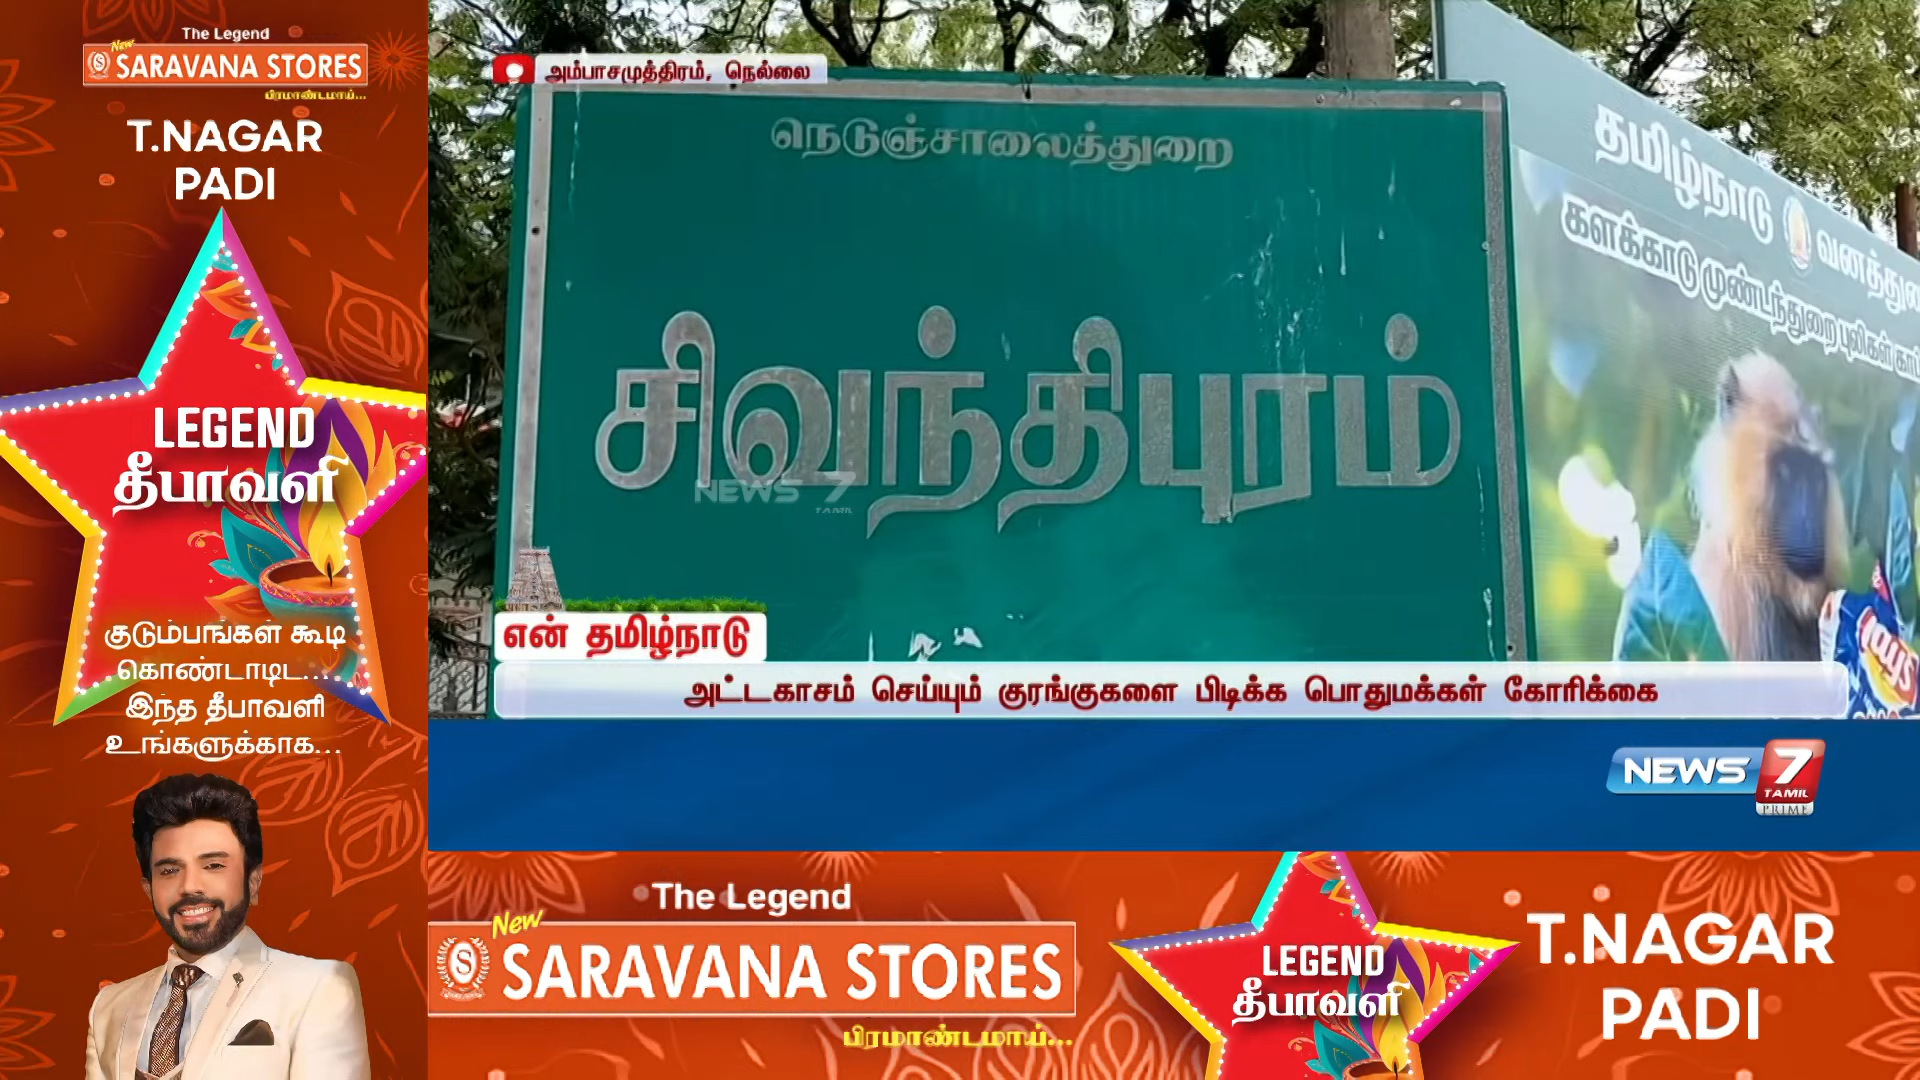 The Legend
New
SARAVANA STORES
பிரமாண்டமாய்...
T.NAGAR
PADI
LEGEND
தீபாவளி
குடும்பங்கள் கூடி
கொண்டாடிட...
இந்த தீபாவளி
உங்களுக்காக...
அம்பாசமுத்திரம், நெல்லை
நெடுஞ்சாலைத்துறை
சிவந்திபுரம்
NEWS 7
TAMIL
தமிழ்நாடு
களக்காடு முண்டந்துறை புலிகள்
Lay's
என் தமிழ்நாடு
அட்டகாசம் செய்யும் குரங்குகளை பிடிக்க பொதுமக்கள் கோரிக்கை
NEWS 7
TAMIL
PRIME
The Legend
New
SARAVANA STORES
பிரமாண்டமாய்...
LEGEND
தீபாவளி
T.NAGAR
PADI